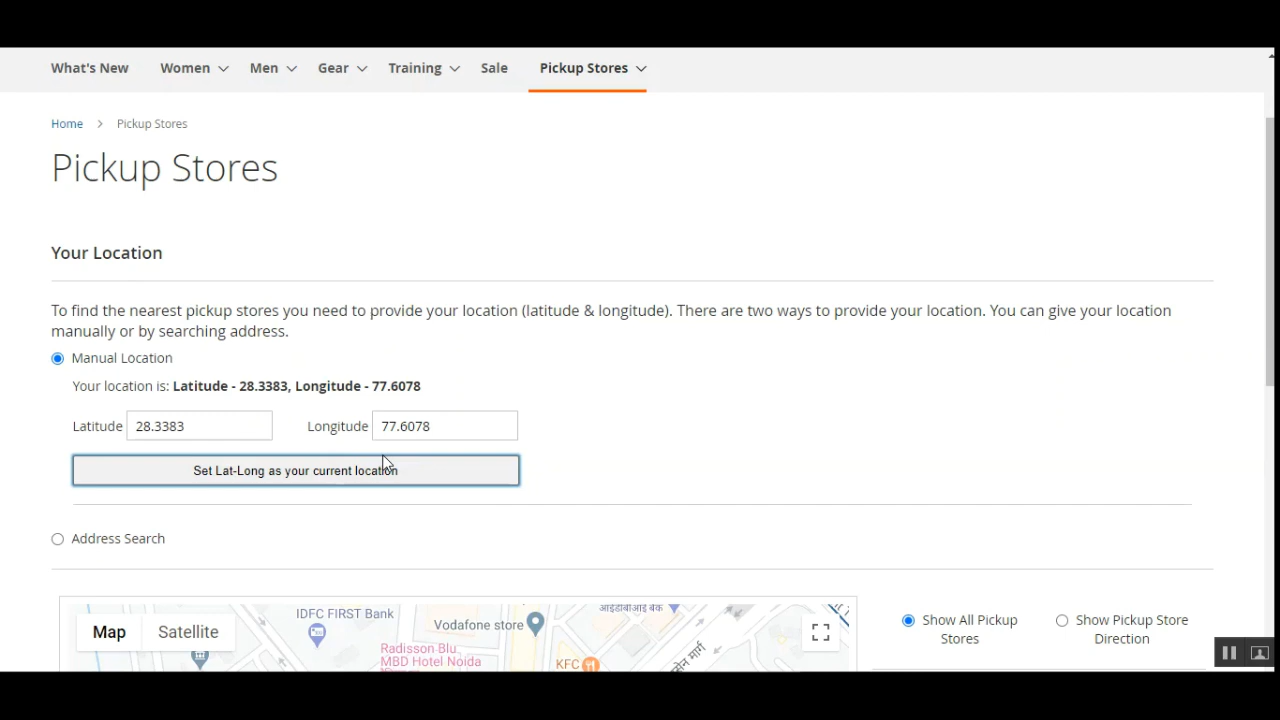 What's New Women Men Gear Training Sale Pickup Stores
Home > Pickup Stores
Pickup Stores
Your Location
To find the nearest pickup stores you need to provide your location (latitude & longitude). There are two ways to provide your location. You can give your location
manually or by searching address.
Manual Location
Your location is: Latitude - 28.3383, Longitude - 77.6078
Latitude 28.3383 Longitude 77.6078
Set Lat-Long as your current location
Address Search
IDFC FIRST Bank
आईडीबीआई बैंक
Vodafone store
Map Satellite
Radisson Blu
MBD Hotel Noida
KFC
Show All Pickup
Stores
Show Pickup Store
Direction